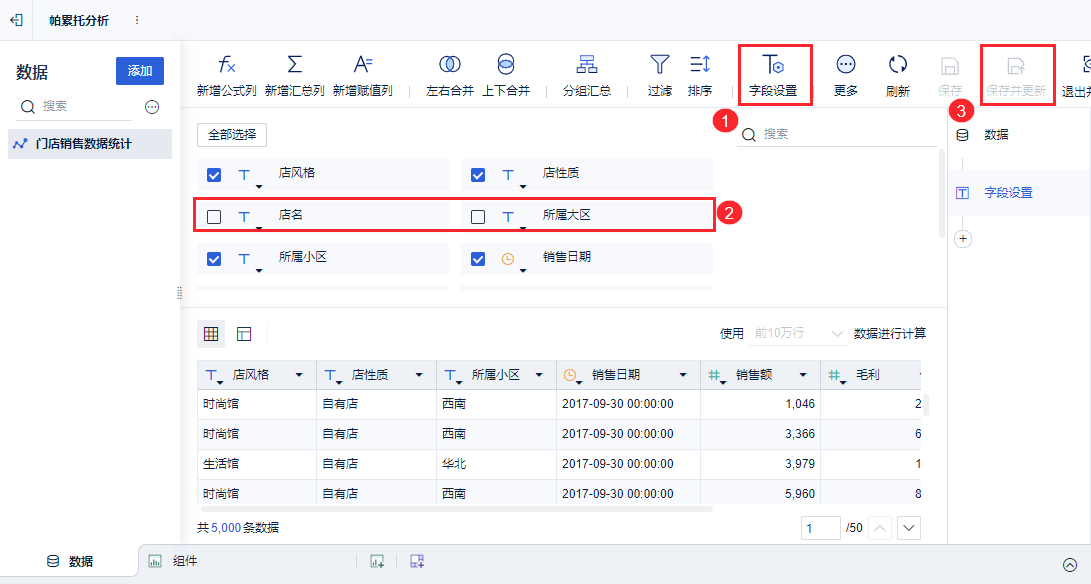 帕累托分析
数据
添加
搜索
门店销售数据统计
新增公式列 新增汇总列 新增赋值列 左右合并 上下合并 分组汇总 过滤 排序 字段设置 更多 刷新 保存 保存并更新 退出并
1
3
全部选择
搜索
店风格 店性质
店名 所属大区
2
所属小区 销售日期
数据
字段设置
使用 前10万行 数据进行计算
店风格 店性质 所属小区 销售日期 销售额 毛利
时尚馆 自有店 西南 2017-09-30 00:00:00 1,046 2
时尚馆 自有店 西南 2017-09-30 00:00:00 3,366 6
生活馆 自有店 华北 2017-09-30 00:00:00 3,979 1
时尚馆 自有店 西南 2017-09-30 00:00:00 5,960 8
共 5,000 条数据
1 /50
数据 组件